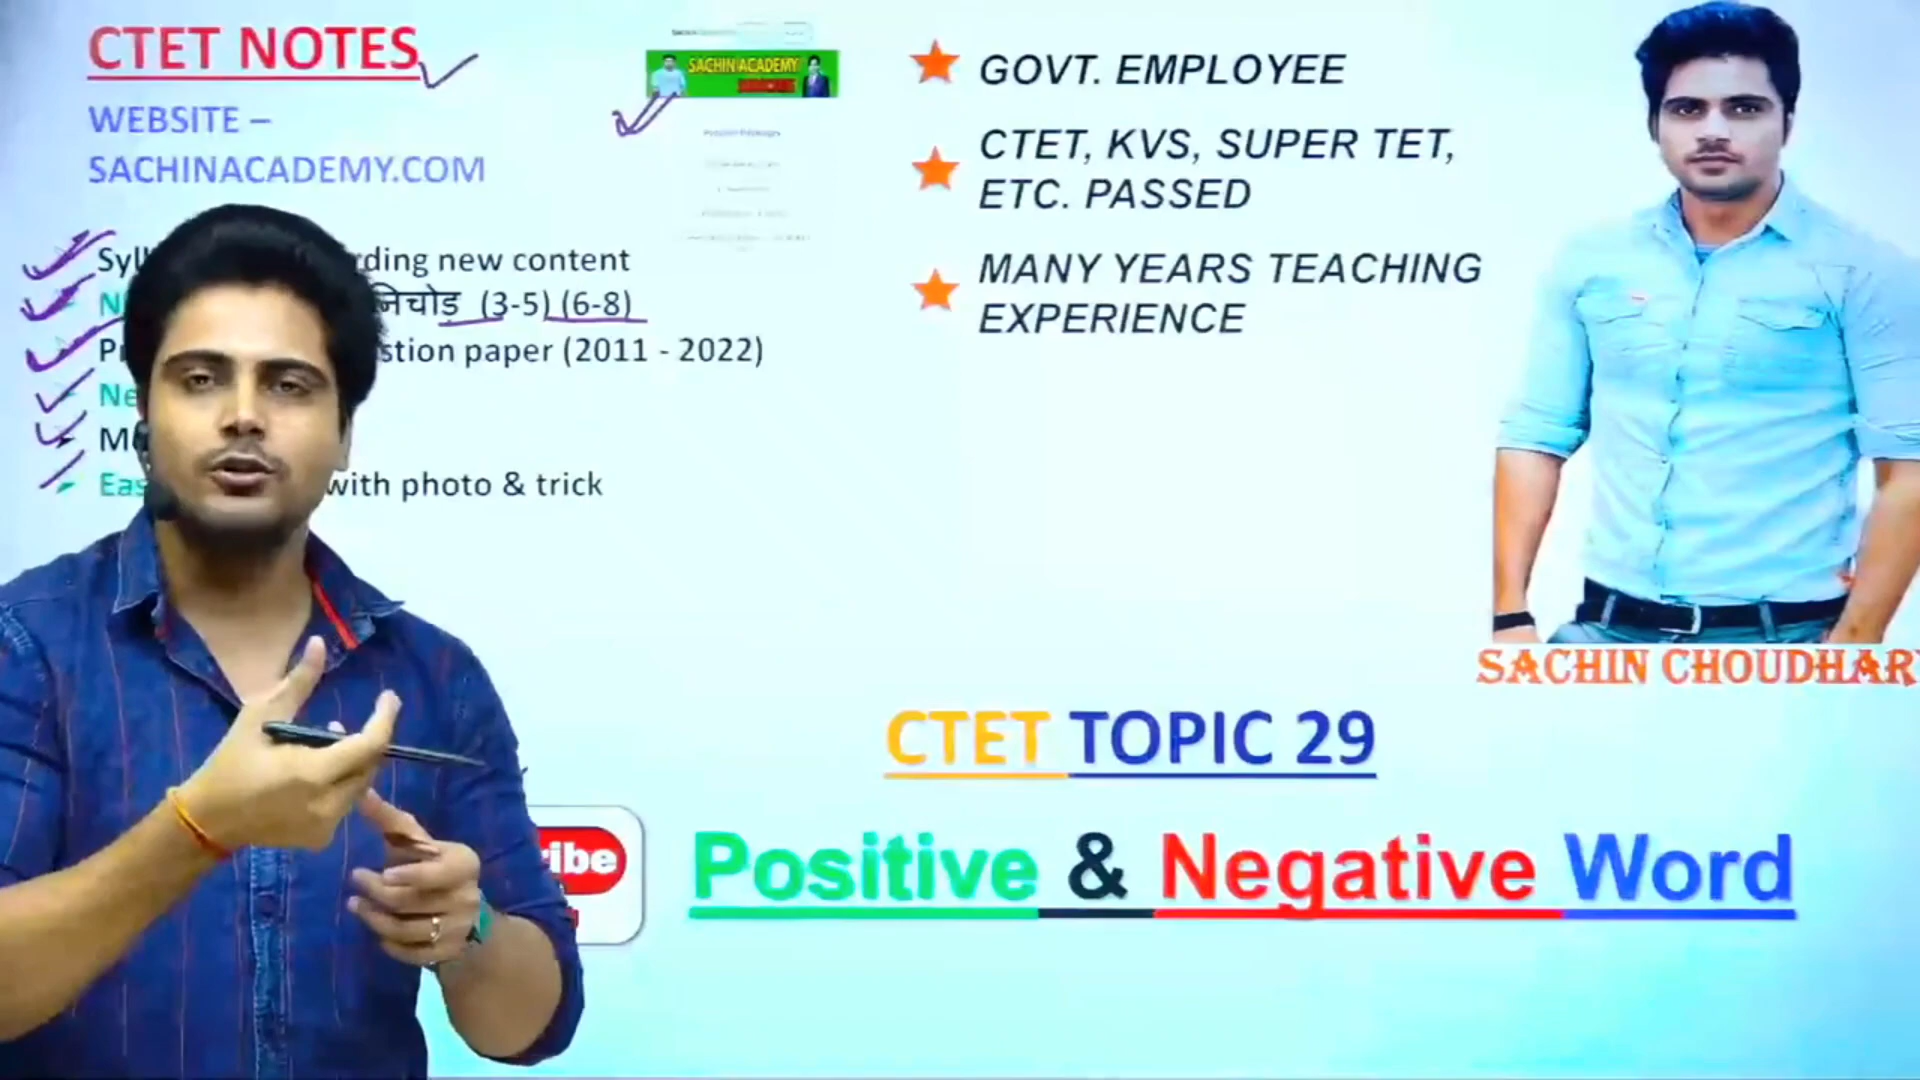 CTET NOTES
WEBSITE –
SACHINACADEMY.COM
SACHIN ACADEMY
rding new content
निचोड़ (3-5) (6-8)
stion paper (2011 - 2022)
Ne
Eas with photo & trick
GOVT. EMPLOYEE
CTET, KVS, SUPER TET,
ETC. PASSED
MANY YEARS TEACHING
EXPERIENCE
SACHIN CHOUDHAR
CTET TOPIC 29
ribe
Positive & Negative Word